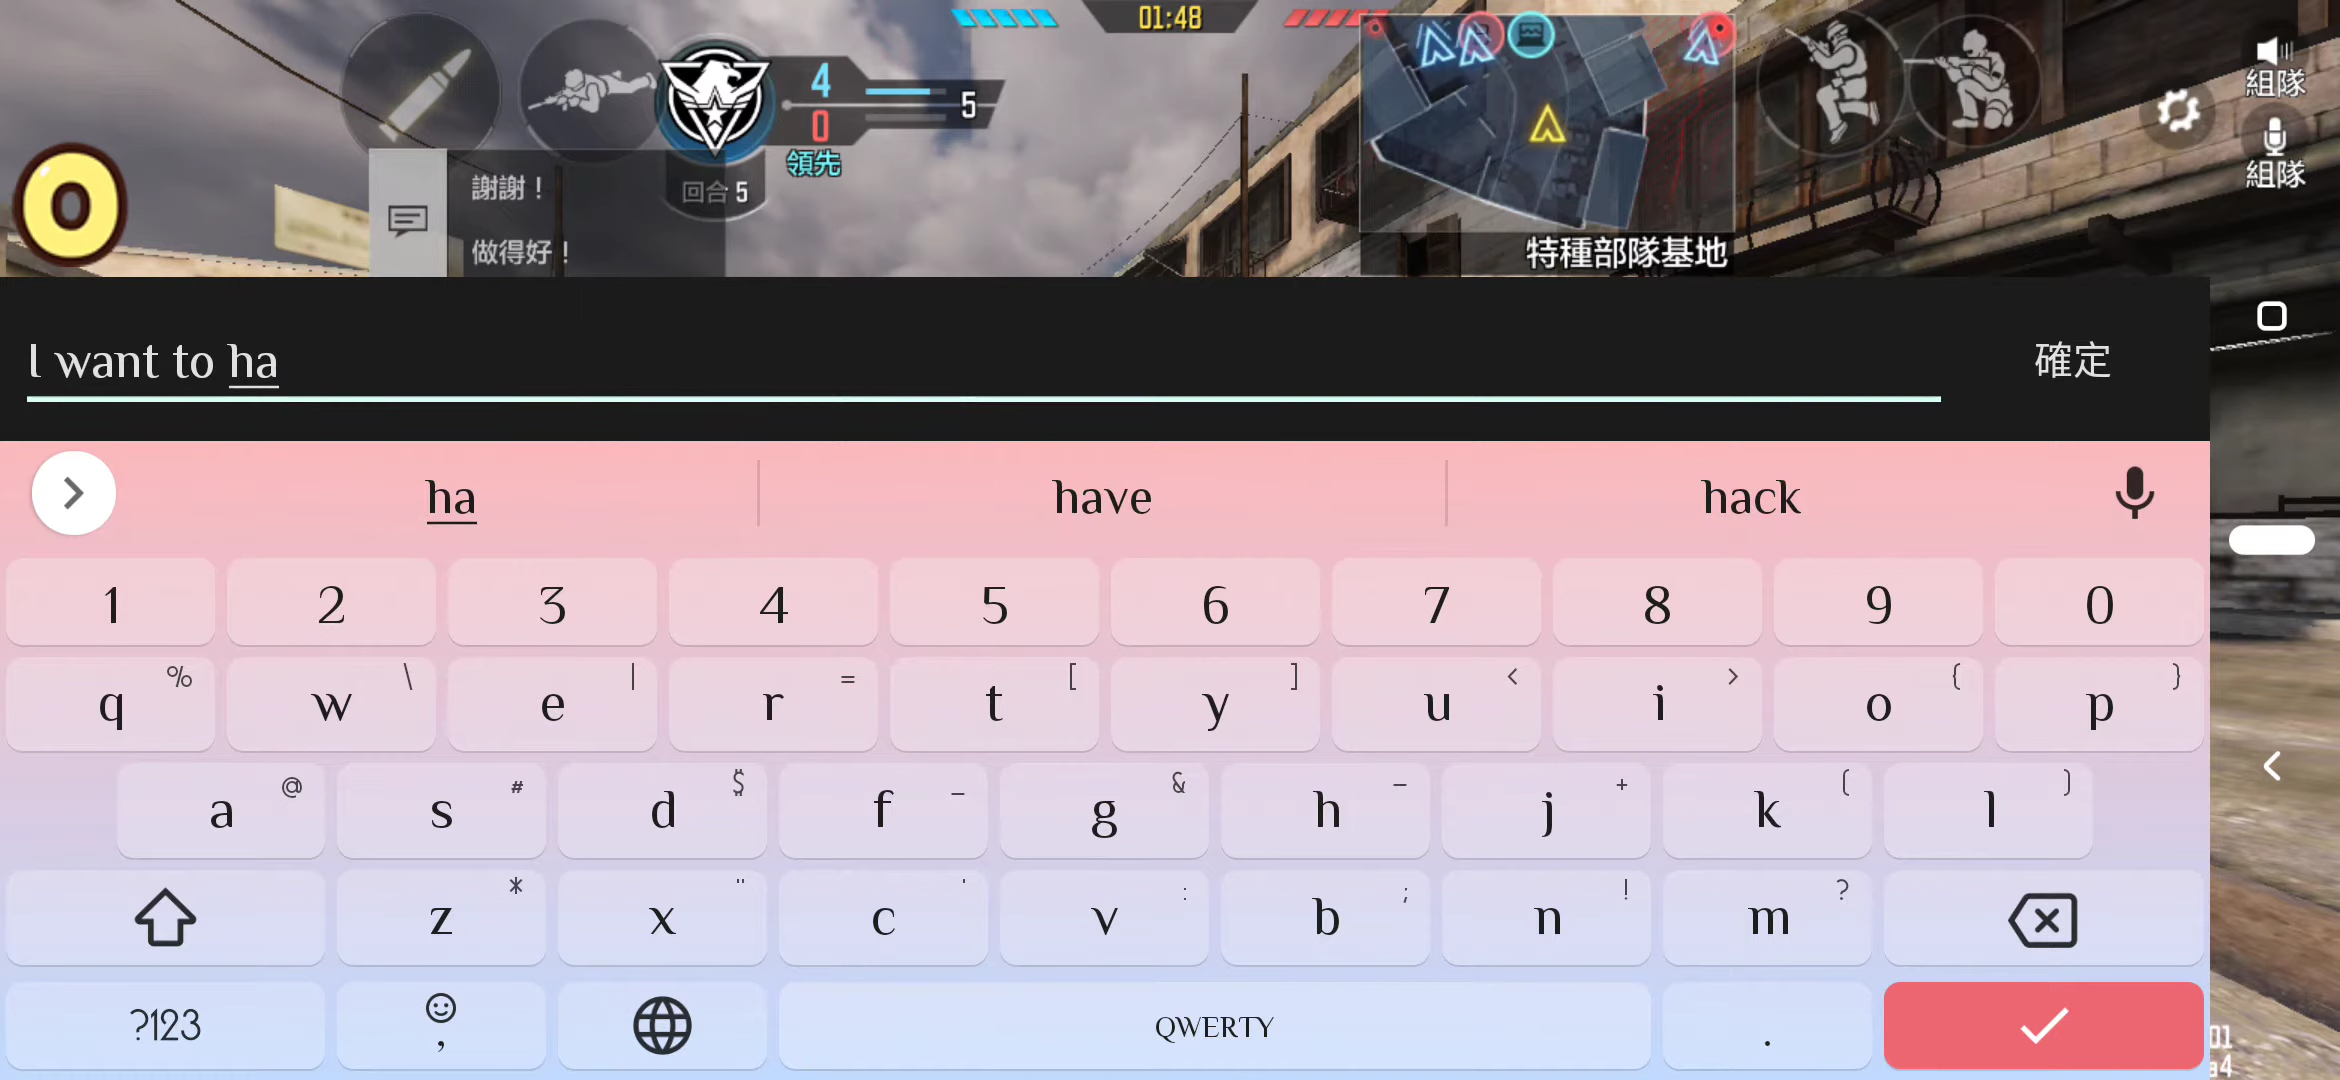 01:48
4
0
5
領先
回合 5
謝謝！
做得好！
特種部隊基地
組隊
組隊
I want to ha
確定
ha have hack
1 2 3 4 5 6 7 8 9 0
q % w \ e | r = t [ y ] u < i > o { p }
a @ s # d $ f _ g & h - j + k ( l )
z * x " c ' v : b ; n ! m ?
?123 , QWERTY .